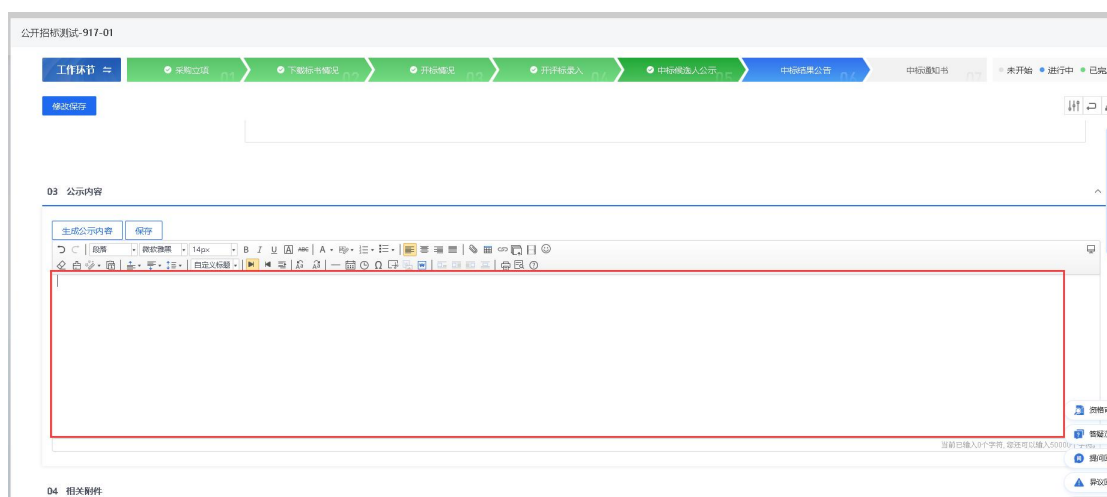 公开招标测试-917-01
工作环节
采购立项 01
下载标书情况 02
开标情况 03
开评标录入 04
中标候选人公示 05
中标结果公告 06
中标通知书 07
未开始 进行中 已完
修改保存
03 公示内容
生成公示内容 保存
段落 微软雅黑 14px B I U A ABC A
自定义标题
当前已输入0个字符, 您还可以输入50000个字符。
资格
答疑
提问
异议
04 相关附件